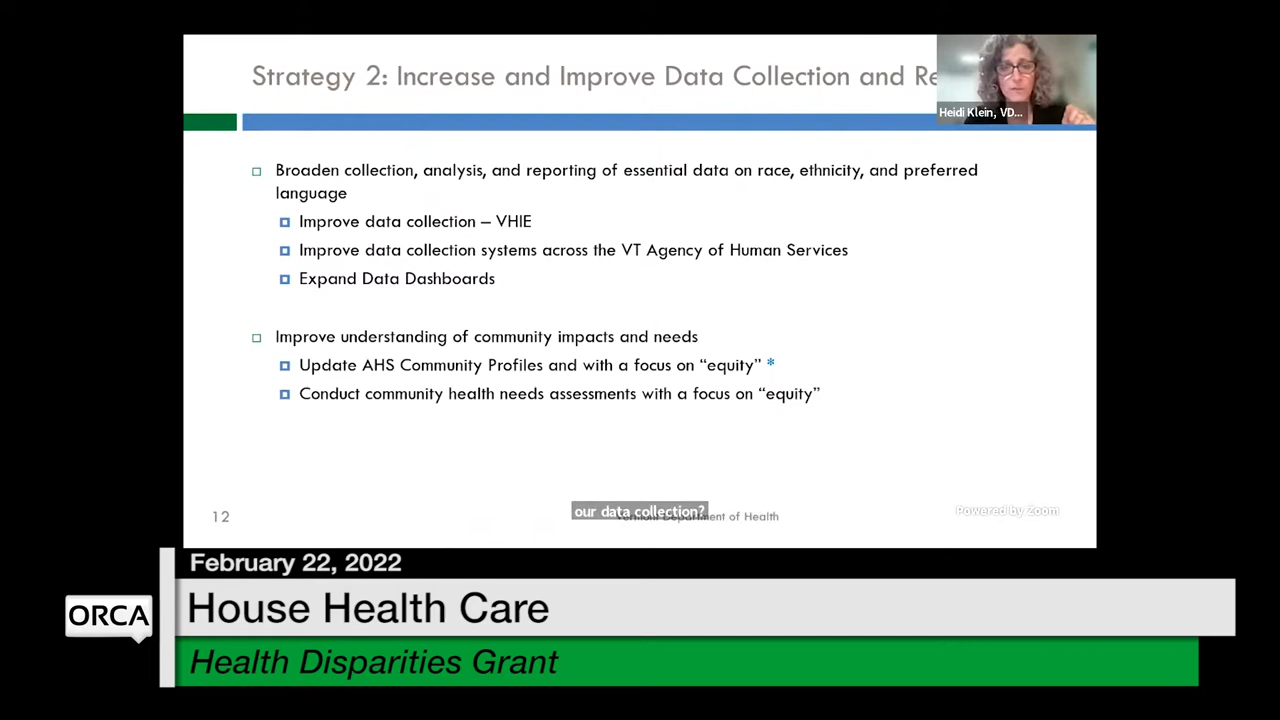 Strategy 2: Increase and Improve Data Collection and Re
Heidi Klein, VD...
Broaden collection, analysis, and reporting of essential data on race, ethnicity, and preferred
language
Improve data collection – VHIE
Improve data collection systems across the VT Agency of Human Services
Expand Data Dashboards
Improve understanding of community impacts and needs
Update AHS Community Profiles and with a focus on “equity” *
Conduct community health needs assessments with a focus on “equity”
12
our data collection?
Vermont Department of Health
Powered by Zoom
February 22, 2022
ORCA
House Health Care
Health Disparities Grant